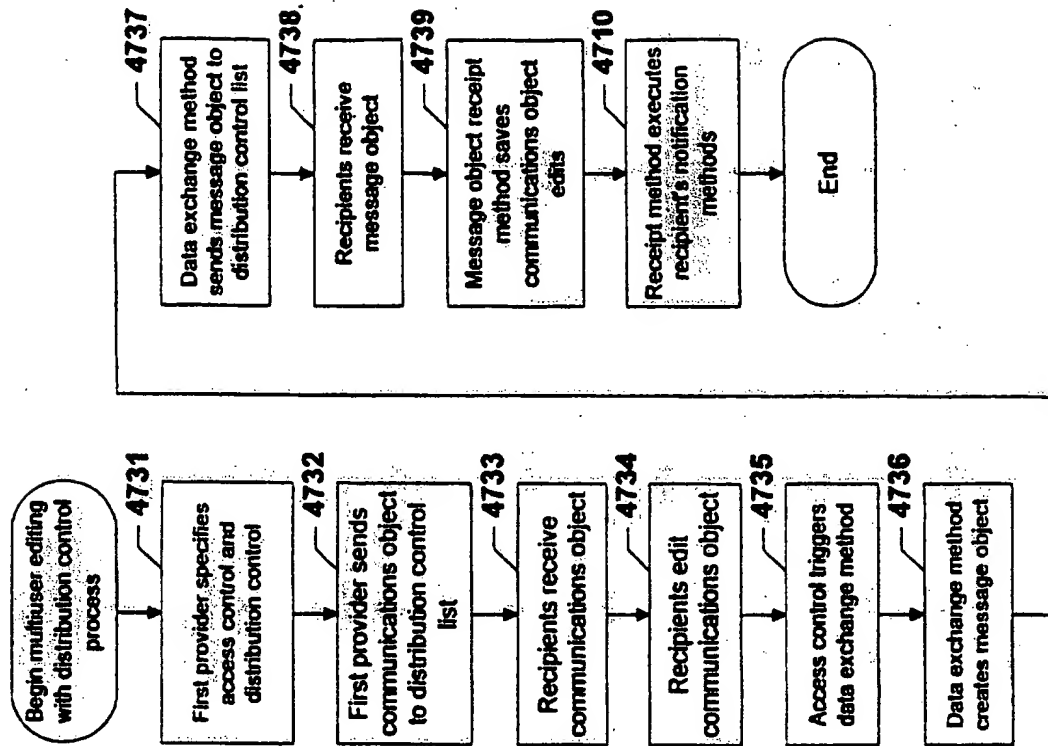 Begin multiuser editing
with distribution control
process
4731
First provider specifies
access control and
distribution control
4732
First provider sends
communications object
to distribution control
list
4733
Recipients receive
communications object
4734
Recipients edit
communications object
4735
Access control triggers
data exchange method
4736
Data exchange method
creates message object
4737
Data exchange method
sends message object to
distribution control list
4738.
Recipients receive
message object
4739
Message object receipt
method saves
communications object
edits
4710
Receipt method executes
recipient's notification
methods
End